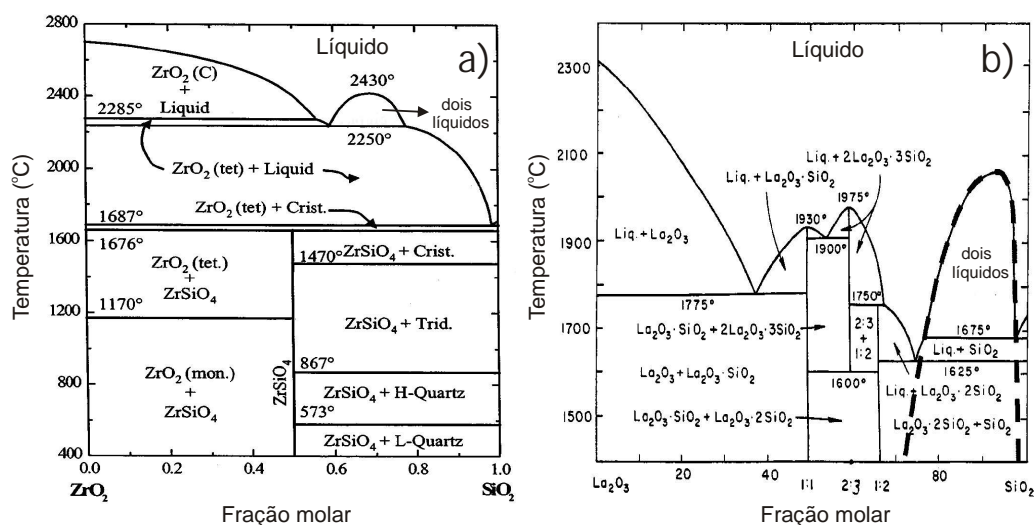 a)
Líquido
2800
2400
2000
1600
1200
800
400
Temperatura (°C)
ZrO₂ (C)
+
Liquid
2430°
dois
líquidos
2285°
2250°
ZrO₂ (tet) + Liquid
ZrO₂ (tet) + Crist.
1687°
1676°
ZrO₂ (tet.)
+
ZrSiO₄
1470°
ZrSiO₄ + Crist.
1170°
ZrSiO₄ + Trid.
ZrSiO₄
867°
ZrO₂ (mon.)
+
ZrSiO₄
ZrSiO₄ + H-Quartz
573°
ZrSiO₄ + L-Quartz
0.0 0.2 0.4 0.6 0.8 1.0
ZrO₂ SiO₂
Fração molar
b)
Líquido
2300
2100
1900
1700
1500
Temperatura (°C)
Liq. + 2La₂O₃·3SiO₂
Liq. + La₂O₃·SiO₂
1975°
1930°
Liq. + La₂O₃
1900°
dois
líquidos
1775°
1750°
La₂O₃·SiO₂ + 2La₂O₃·3SiO₂
2:3
+
1:2
1675°
Liq. + SiO₂
1625°
La₂O₃ + La₂O₃·SiO₂
1600°
Liq. + La₂O₃·2SiO₂
La₂O₃·SiO₂ + La₂O₃·2SiO₂
La₂O₃·2SiO₂ + SiO₂
La₂O₃ 20 40 1:1 2:3 1:2 80 SiO₂
Fração molar